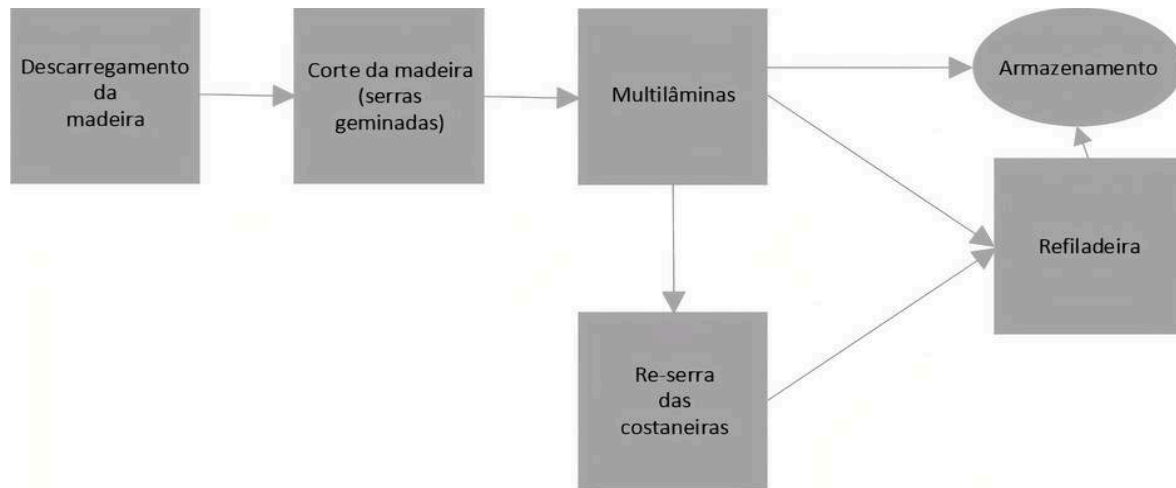 Descarregamento
da
madeira
Corte da madeira
(serras
geminadas)
Multilâminas
Armazenamento
Refiladeira
Re-serra
das
costaneiras